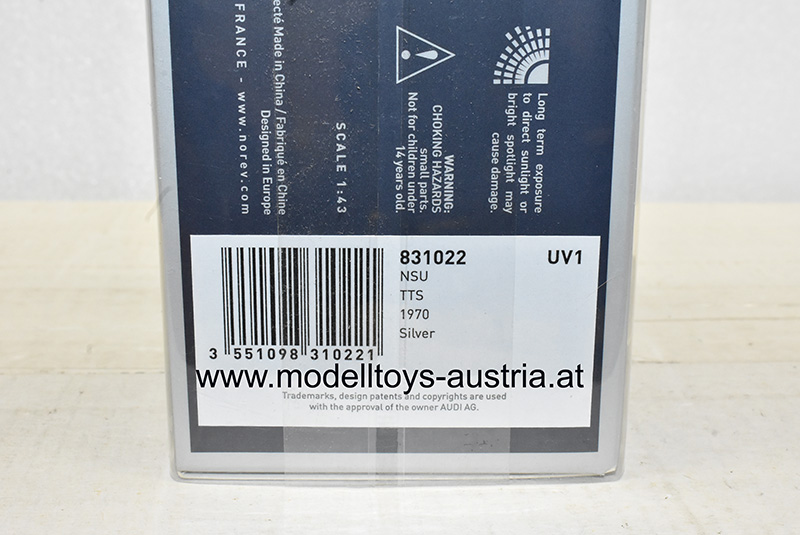 FRANCE - www.norev.com
ecté Made in China / Fabriqué en Chine
Designed in Europe
SCALE 1:43
WARNING:
CHOKING HAZARDS
small parts.
Not for children under
14 years old.
Long term exposure
to direct sunlight or
bright spotlight may
cause damage.
831022 UV1
NSU
TTS
1970
Silver
3 551098 310221
www.modelltoys-austria.at
Trademarks, design patents and copyrights are used
with the approval of the owner AUDI AG.